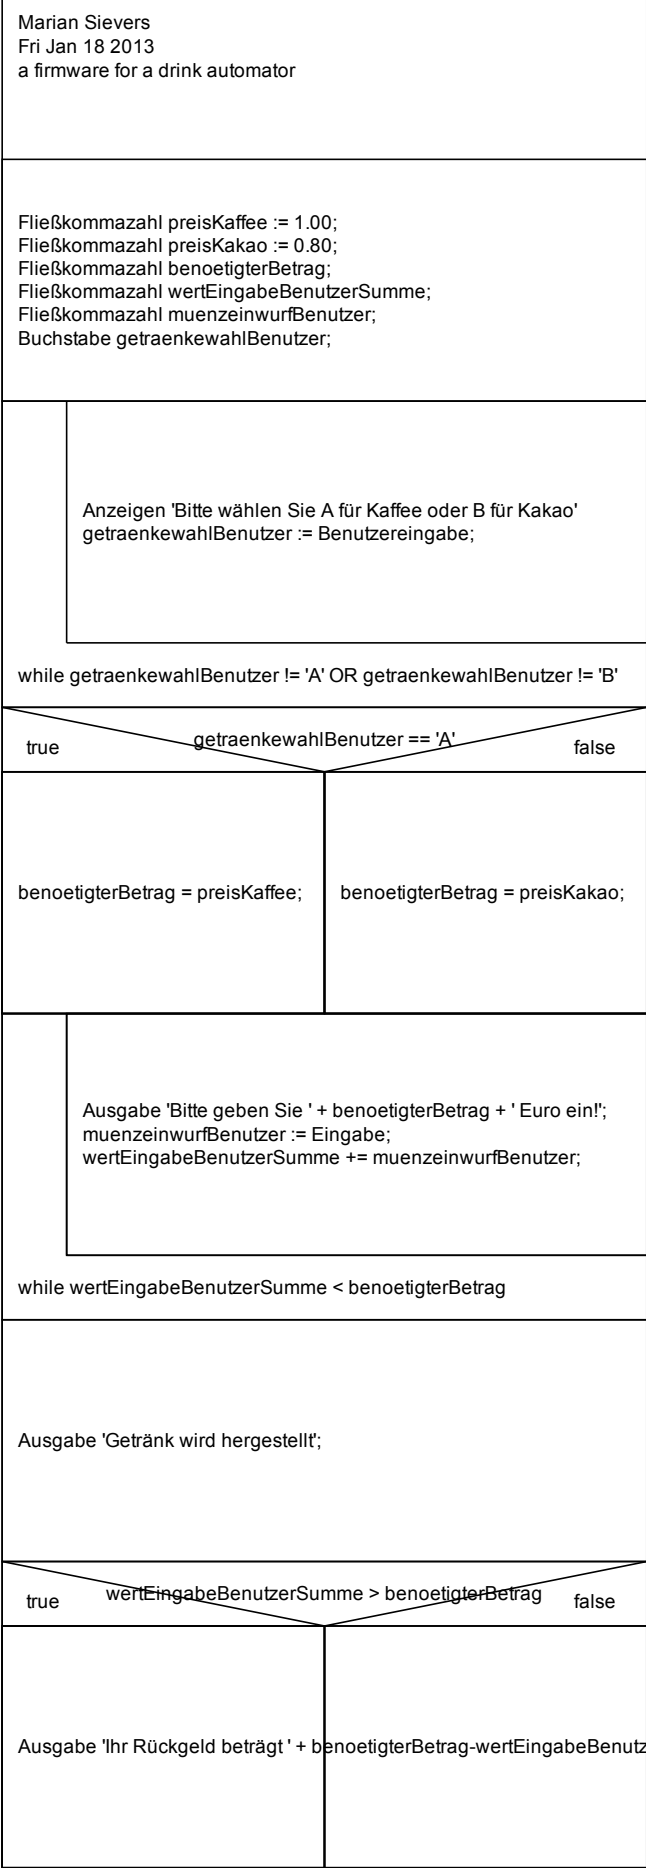 Marian Sievers
Fri Jan 18 2013
a firmware for a drink automator
Fließkommazahl preisKaffee := 1.00;
Fließkommazahl preisKakao := 0.80;
Fließkommazahl benoetigterBetrag;
Fließkommazahl wertEingabeBenutzerSumme;
Fließkommazahl muenzeinwurfBenutzer;
Buchstabe getraenkewahlBenutzer;
Anzeigen 'Bitte wählen Sie A für Kaffee oder B für Kakao'
getraenkewahlBenutzer := Benutzereingabe;
while getraenkewahlBenutzer != 'A' OR getraenkewahlBenutzer != 'B'
getraenkewahlBenutzer == 'A'
true false
benoetigterBetrag = preisKaffee; benoetigterBetrag = preisKakao;
Ausgabe 'Bitte geben Sie ' + benoetigterBetrag + ' Euro ein!';
muenzeinwurfBenutzer := Eingabe;
wertEingabeBenutzerSumme += muenzeinwurfBenutzer;
while wertEingabeBenutzerSumme < benoetigterBetrag
Ausgabe 'Getränk wird hergestellt';
wertEingabeBenutzerSumme > benoetigterBetrag
true false
Ausgabe 'Ihr Rückgeld beträgt ' + benoetigterBetrag-wertEingabeBenutz